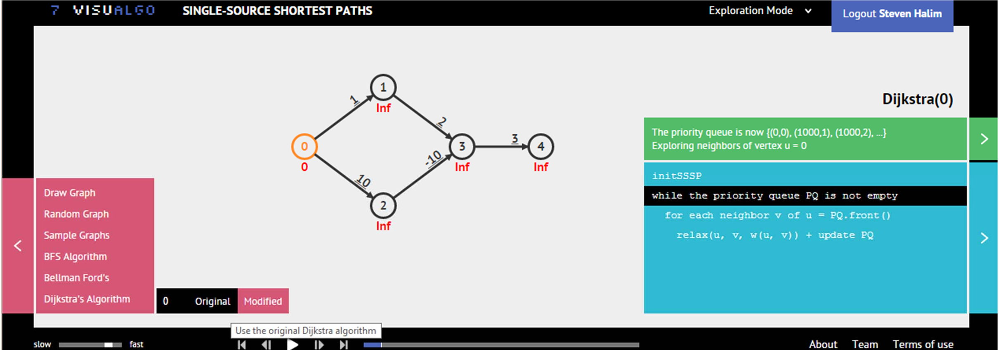 7 VISUALGO SINGLE-SOURCE SHORTEST PATHS Exploration Mode Logout Steven Halim
1
Inf
1
2
0
0
3
Inf
3
4
Inf
10
-10
2
Inf
Dijkstra(0)
The priority queue is now {(0,0), (1000,1), (1000,2), ...}
Exploring neighbors of vertex u = 0
initSSSP
while the priority queue PQ is not empty
for each neighbor v of u = PQ.front()
relax(u, v, w(u, v)) + update PQ
Draw Graph
Random Graph
Sample Graphs
BFS Algorithm
Bellman Ford's
Dijkstra's Algorithm
0 Original Modified
Use the original Dijkstra algorithm
slow fast
About Team Terms of use